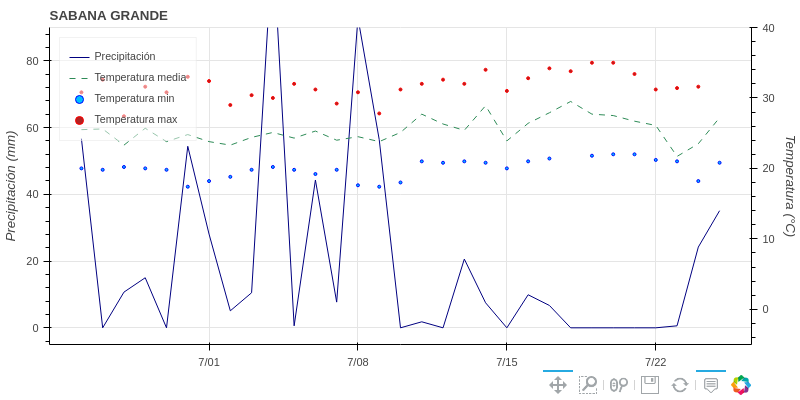 SABANA GRANDE
Precipitación
Temperatura media
Temperatura min
Temperatura max
80
60
40
20
0
Precipitación (mm)
40
30
20
10
0
Temperatura (°C)
7/01
7/08
7/15
7/22